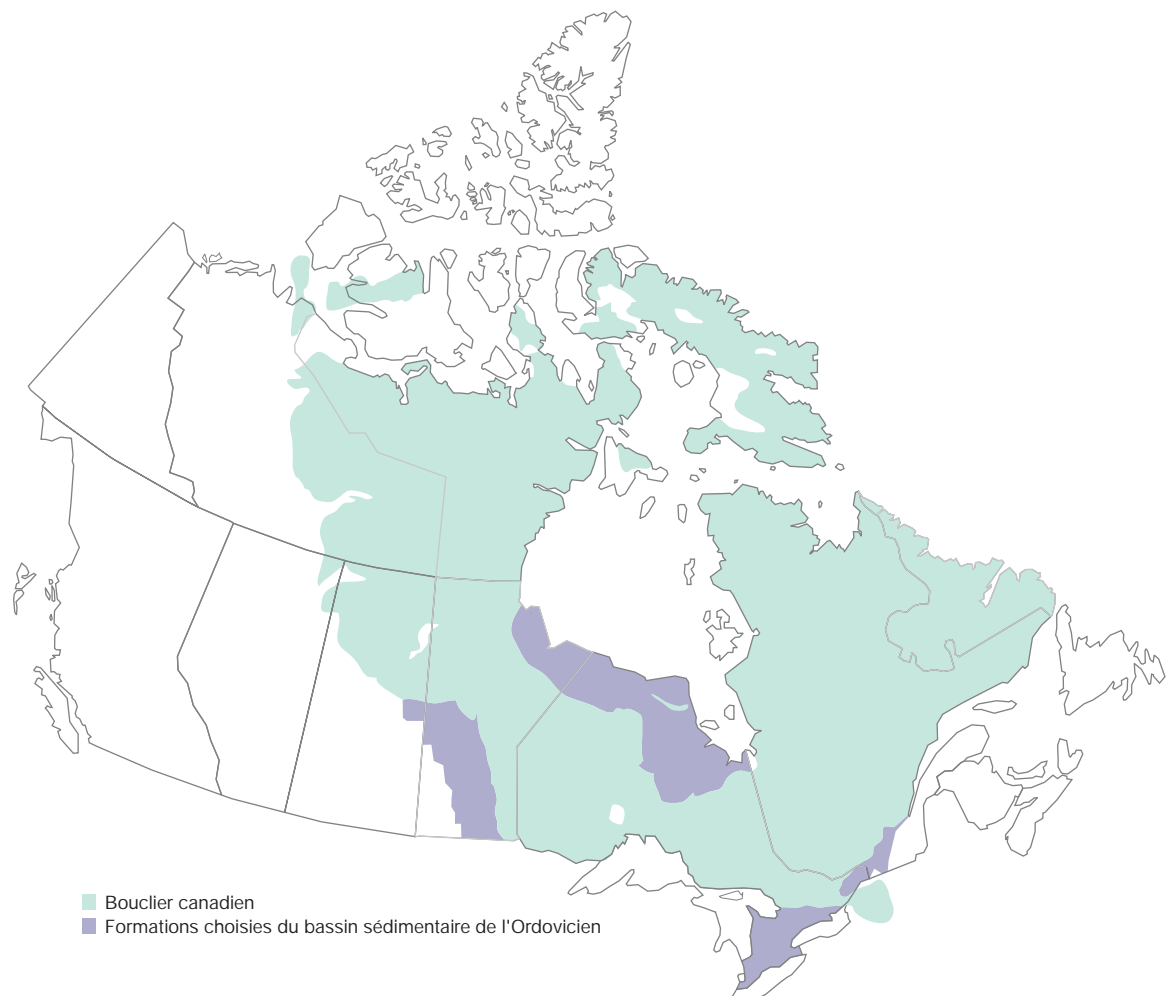 Bouclier canadien
Formations choisies du bassin sédimentaire de l'Ordovicien